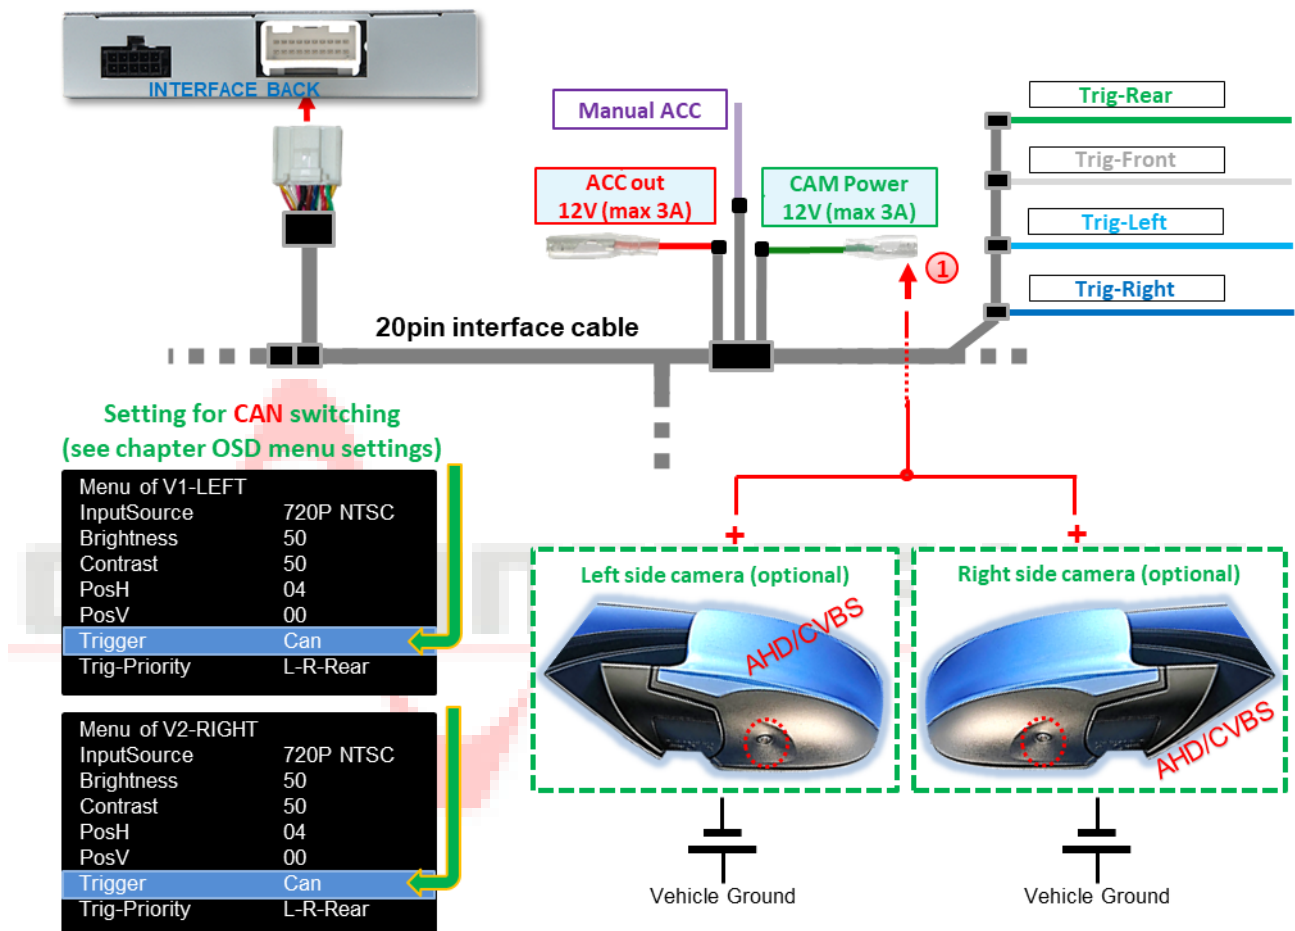 INTERFACE BACK
Manual ACC
ACC out
12V (max 3A)
CAM Power
12V (max 3A)
Trig-Rear
Trig-Front
Trig-Left
Trig-Right
1
20pin interface cable
Setting for CAN switching
(see chapter OSD menu settings)
Menu of V1-LEFT
InputSource 720P NTSC
Brightness 50
Contrast 50
PosH 04
PosV 00
Trigger Can
Trig-Priority L-R-Rear
Menu of V2-RIGHT
InputSource 720P NTSC
Brightness 50
Contrast 50
PosH 04
PosV 00
Trigger Can
Trig-Priority L-R-Rear
+
+
Left side camera (optional)
AHD/CVBS
Right side camera (optional)
AHD/CVBS
Vehicle Ground
Vehicle Ground